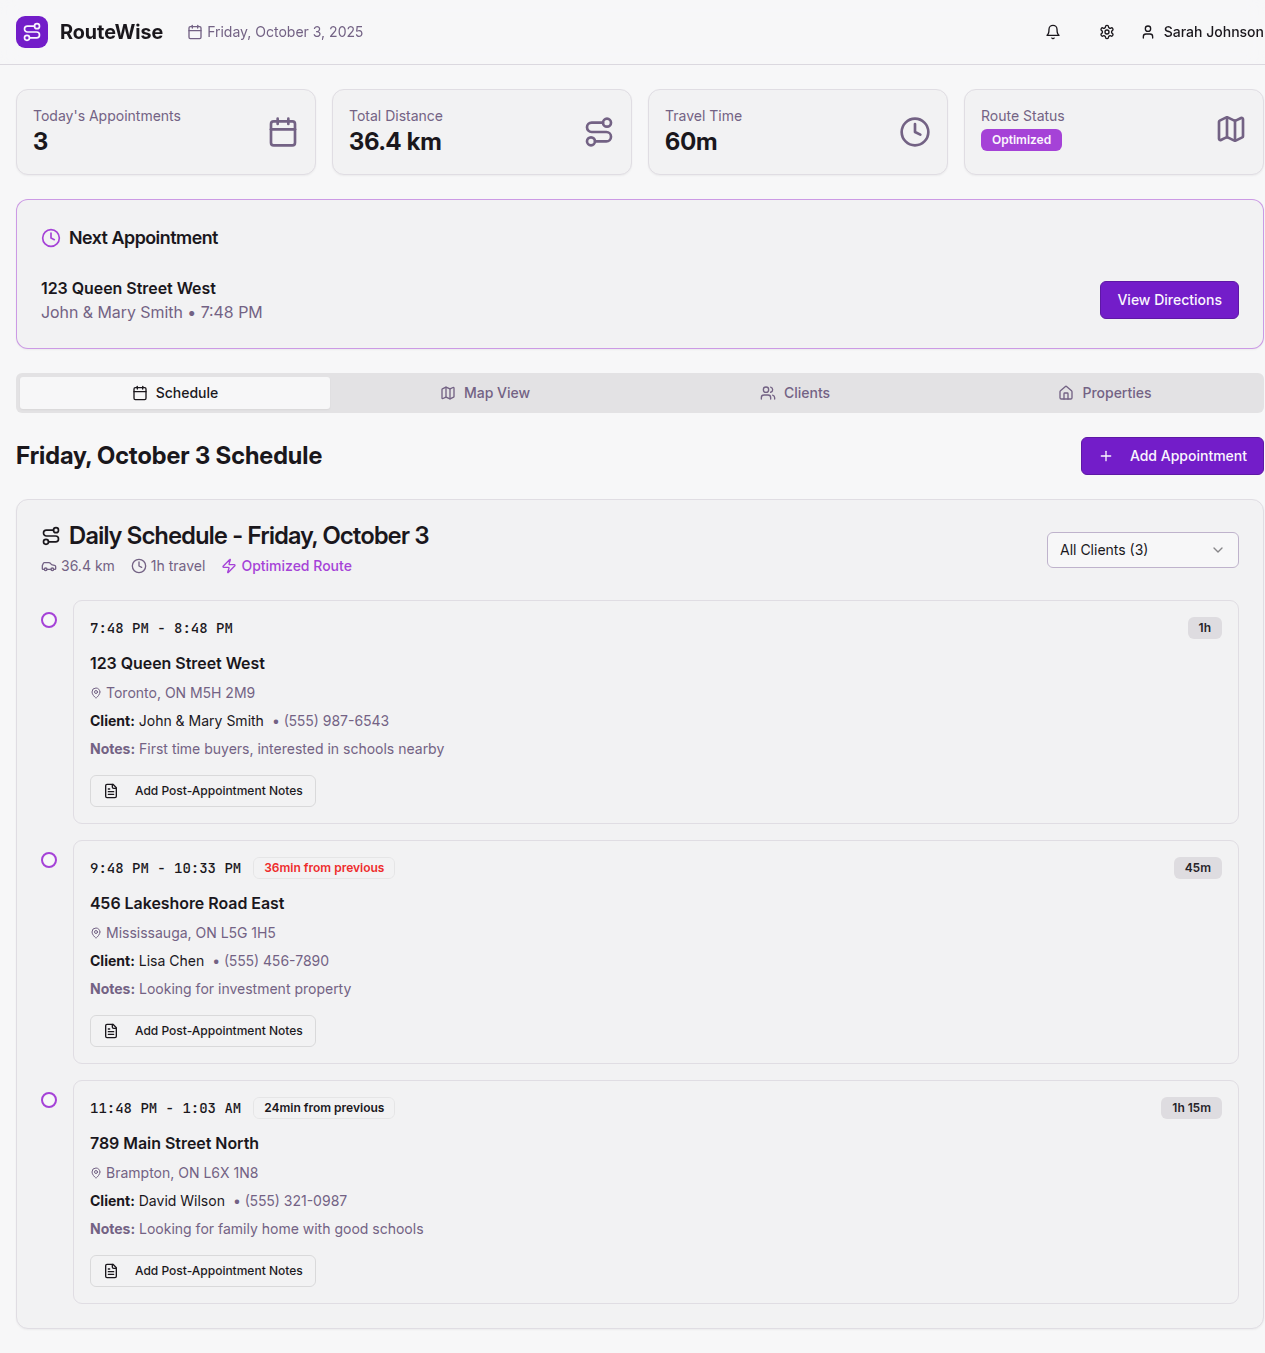 RouteWise
Friday, October 3, 2025
Sarah Johnson
Today's Appointments
3
Total Distance
36.4 km
Travel Time
60m
Route Status
Optimized
Next Appointment
123 Queen Street West
John & Mary Smith • 7:48 PM
View Directions
Schedule
Map View
Clients
Properties
Friday, October 3 Schedule
Add Appointment
Daily Schedule - Friday, October 3
36.4 km
1h travel
Optimized Route
All Clients (3)
7:48 PM - 8:48 PM
1h
123 Queen Street West
Toronto, ON M5H 2M9
Client: John & Mary Smith • (555) 987-6543
Notes: First time buyers, interested in schools nearby
Add Post-Appointment Notes
9:48 PM - 10:33 PM
36min from previous
45m
456 Lakeshore Road East
Mississauga, ON L5G 1H5
Client: Lisa Chen • (555) 456-7890
Notes: Looking for investment property
Add Post-Appointment Notes
11:48 PM - 1:03 AM
24min from previous
1h 15m
789 Main Street North
Brampton, ON L6X 1N8
Client: David Wilson • (555) 321-0987
Notes: Looking for family home with good schools
Add Post-Appointment Notes